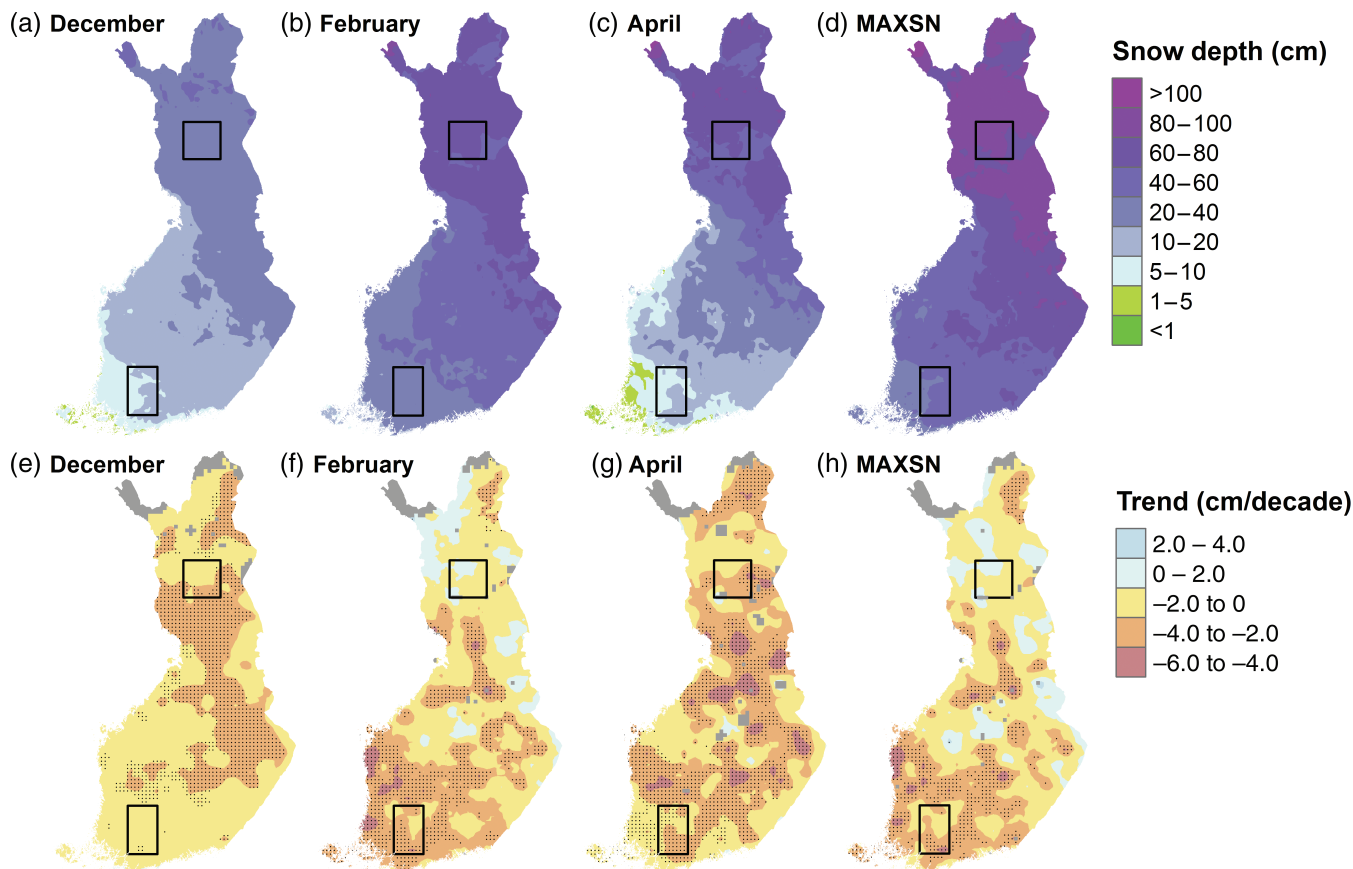 (a) December
(b) February
(c) April
(d) MAXSN
Snow depth (cm)
>100
80–100
60–80
40–60
20–40
10–20
5–10
1–5
<1
(e) December
(f) February
(g) April
(h) MAXSN
Trend (cm/decade)
2.0 – 4.0
0 – 2.0
–2.0 to 0
–4.0 to –2.0
–6.0 to –4.0